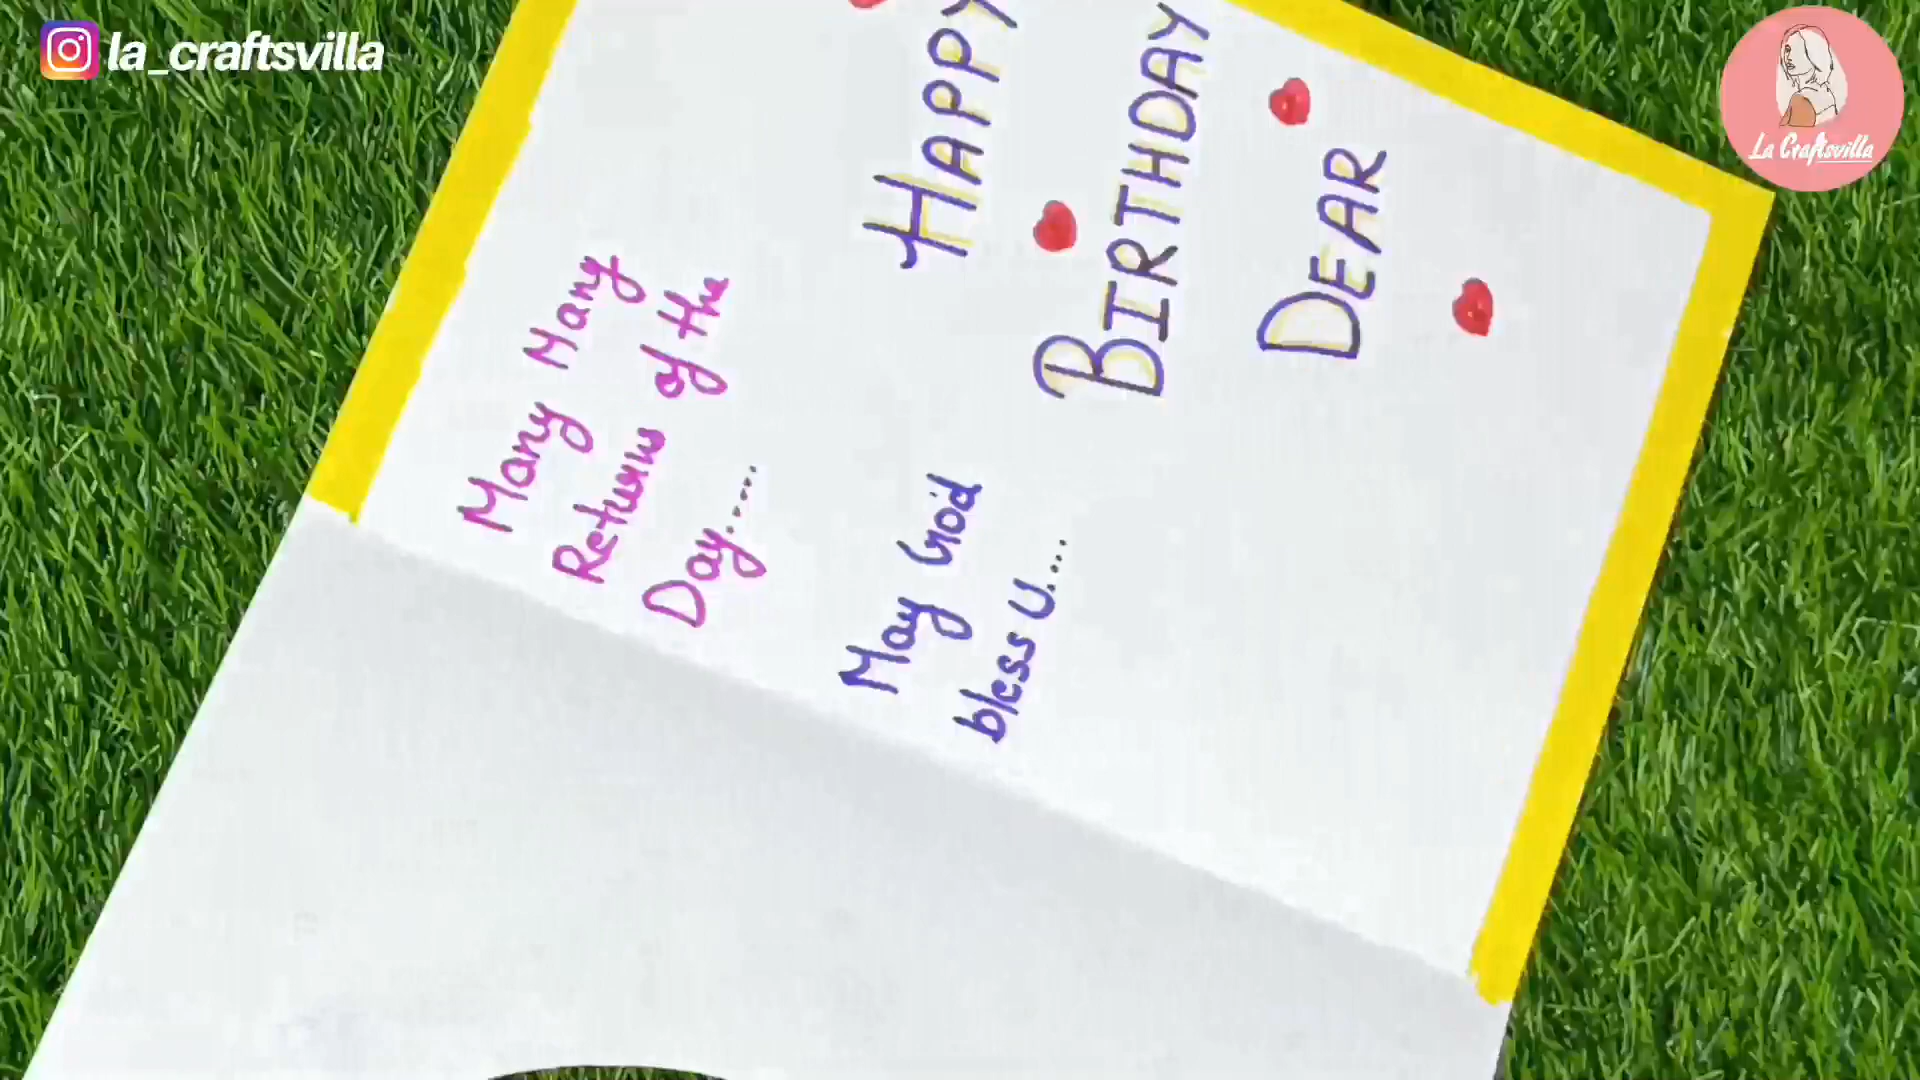 la_craftsvilla
La Craftsvilla
HAPPY
BIRTHDAY
DEAR
Many Many
Returns of the
Day.....
May God
bless U....